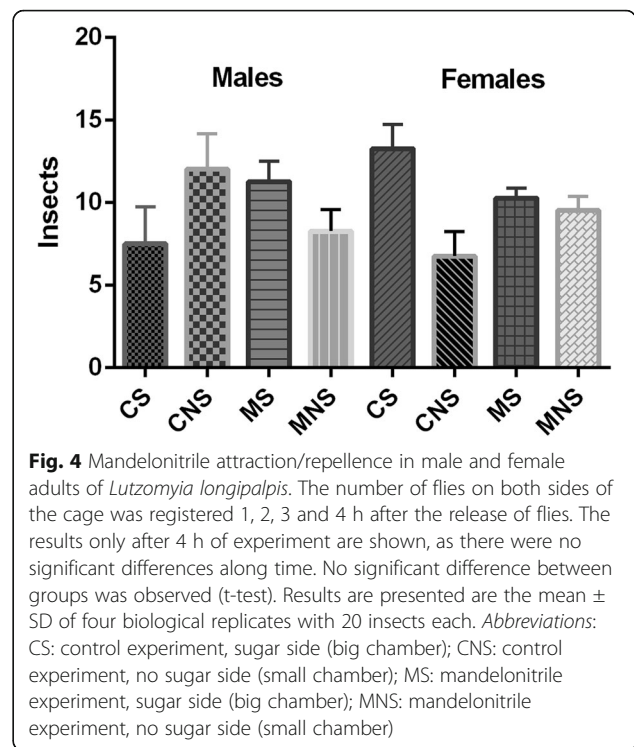 20
15
10
5
0
Insects
Males Females
CS CNS MS MNS CS CNS MS MNS
Fig. 4 Mandelonitrile attraction/repellence in male and female
adults of Lutzomyia longipalpis. The number of flies on both sides of
the cage was registered 1, 2, 3 and 4 h after the release of flies. The
results only after 4 h of experiment are shown, as there were no
significant differences along time. No significant difference between
groups was observed (t-test). Results are presented are the mean ±
SD of four biological replicates with 20 insects each. Abbreviations:
CS: control experiment, sugar side (big chamber); CNS: control
experiment, no sugar side (small chamber); MS: mandelonitrile
experiment, sugar side (big chamber); MNS: mandelonitrile
experiment, no sugar side (small chamber)